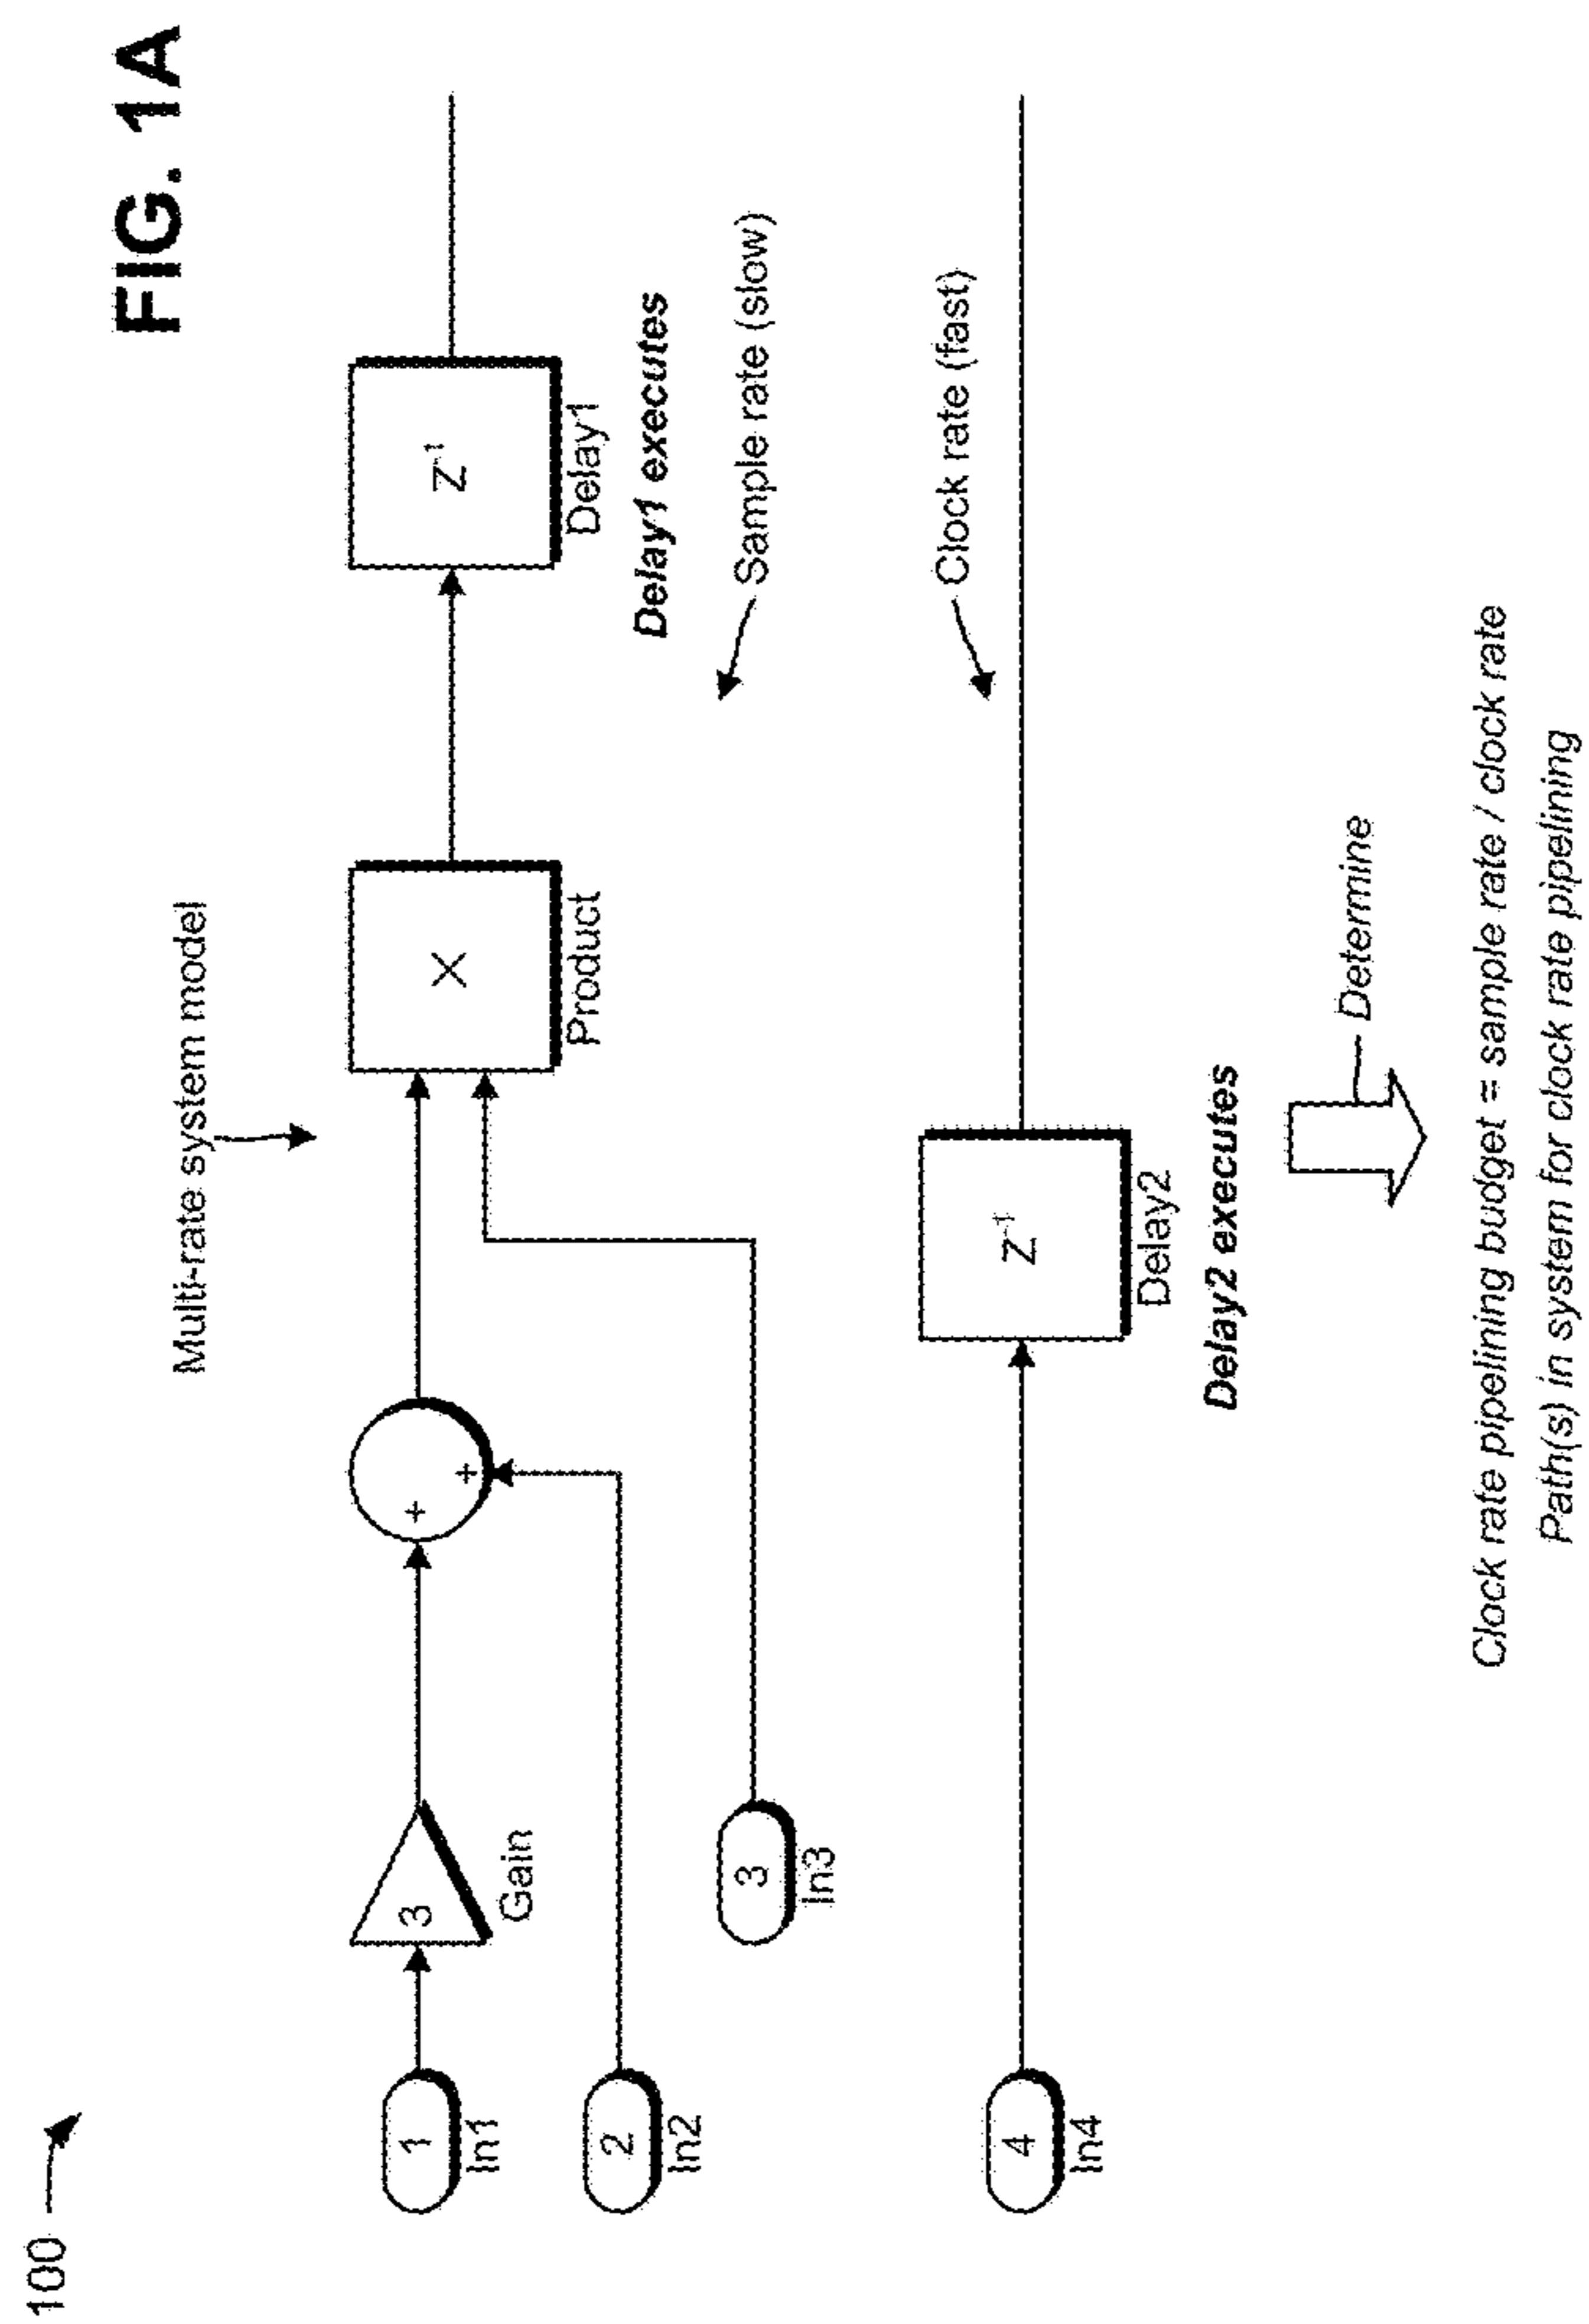 100
FIG. 1A
Multi-rate system model
1
In1
3
Gain
+
+
X
Product
Z-1
Delay1
Delay1 executes
2
In2
3
In3
Sample rate (slow)
Clock rate (fast)
4
In4
Z-1
Delay2
Delay2 executes
Determine
Clock rate pipelining budget = sample rate / clock rate
Path(s) in system for clock rate pipelining